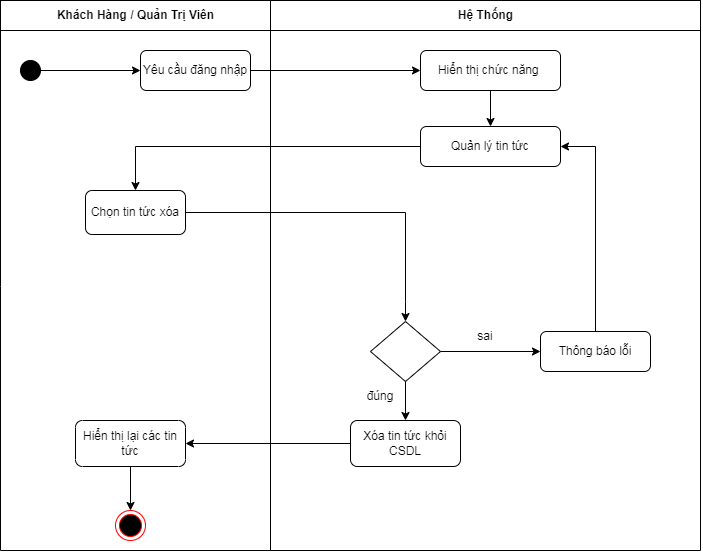 Khách Hàng / Quản Trị Viên
Hệ Thống
Yêu cầu đăng nhập
Hiển thị chức năng
Quản lý tin tức
Chọn tin tức xóa
sai
Thông báo lỗi
đúng
Hiển thị lại các tin
tức
Xóa tin tức khỏi
CSDL